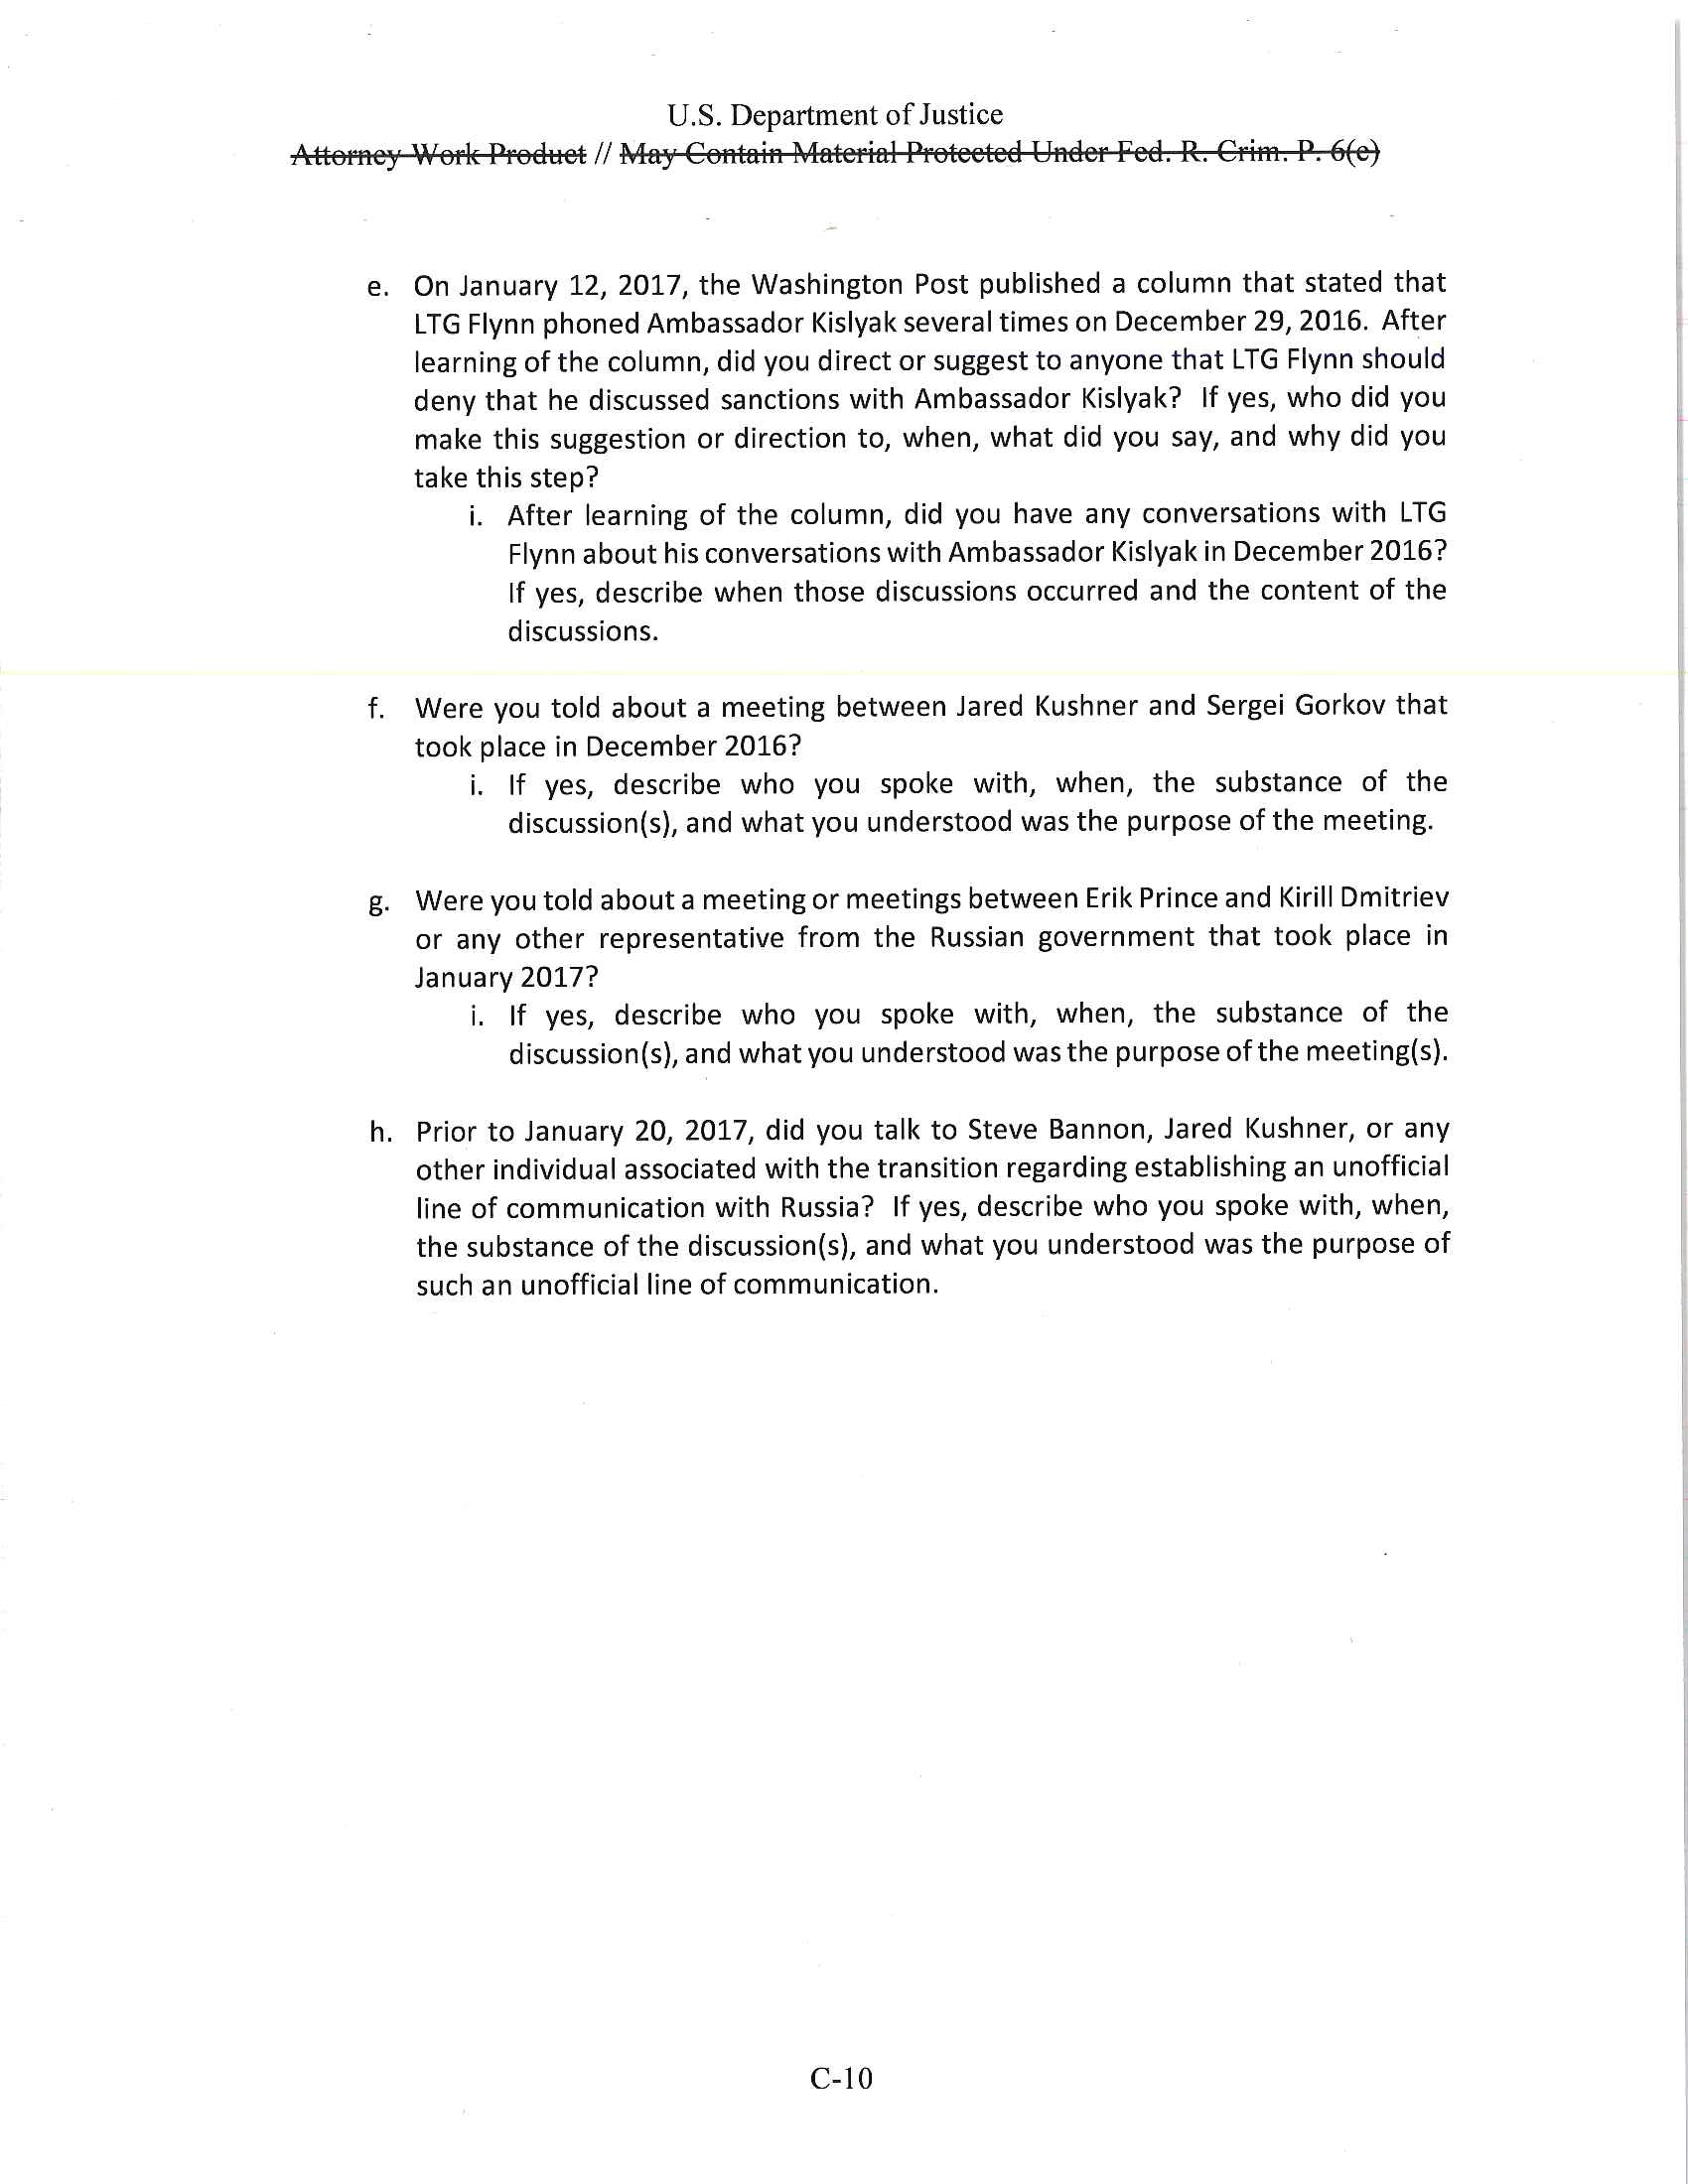 U.S. Department of Justice
Attorney Work Product // May Contain Material Protected Under Fed. R. Crim. P. 6(e)
e. On January 12, 2017, the Washington Post published a column that stated that
LTG Flynn phoned Ambassador Kislyak several times on December 29, 2016. After
learning of the column, did you direct or suggest to anyone that LTG Flynn should
deny that he discussed sanctions with Ambassador Kislyak? If yes, who did you
make this suggestion or direction to, when, what did you say, and why did you
take this step?
i. After learning of the column, did you have any conversations with LTG
Flynn about his conversations with Ambassador Kislyak in December 2016?
If yes, describe when those discussions occurred and the content of the
discussions.
f. Were you told about a meeting between Jared Kushner and Sergei Gorkov that
took place in December 2016?
i. If yes, describe who you spoke with, when, the substance of the
discussion(s), and what you understood was the purpose of the meeting.
g. Were you told about a meeting or meetings between Erik Prince and Kirill Dmitriev
or any other representative from the Russian government that took place in
January 2017?
i. If yes, describe who you spoke with, when, the substance of the
discussion(s), and what you understood was the purpose of the meeting(s).
h. Prior to January 20, 2017, did you talk to Steve Bannon, Jared Kushner, or any
other individual associated with the transition regarding establishing an unofficial
line of communication with Russia? If yes, describe who you spoke with, when,
the substance of the discussion(s), and what you understood was the purpose of
such an unofficial line of communication.
C-10